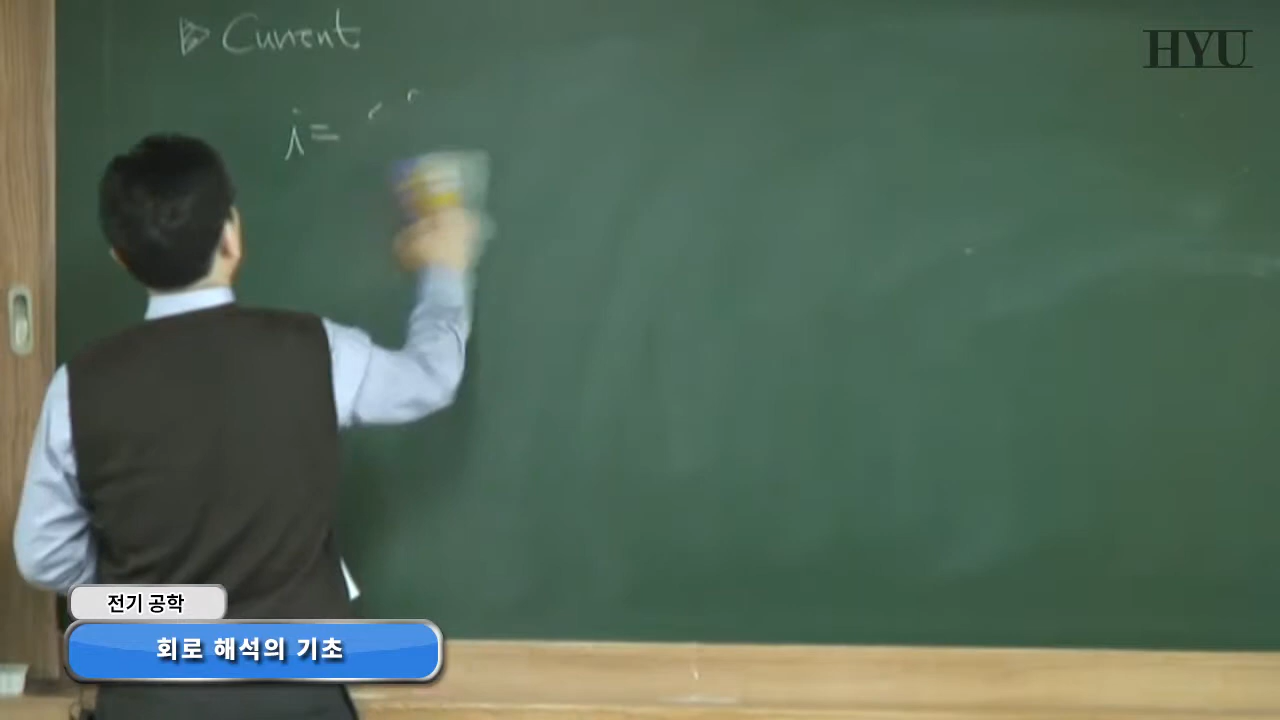 ▷ Current
HYU
i =
전기 공학
회로 해석의 기초